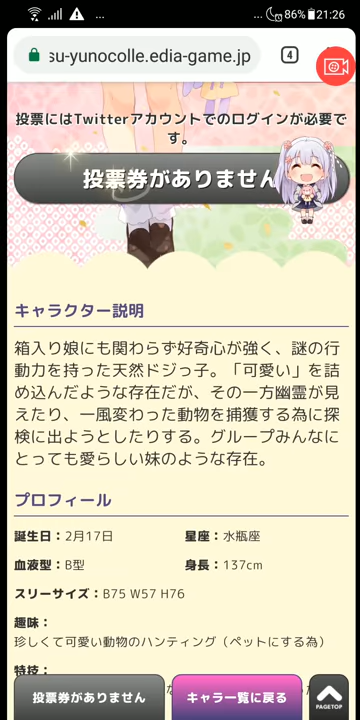 ... ... 86% 21:26
su-yunocolle.edia-game.jp 4
投票にはTwitterアカウントでのログインが必要で
す。
投票券がありません
キャラクター説明
箱入り娘にも関わらず好奇心が強く、謎の行
動力を持った天然ドジっ子。「可愛い」を詰
め込んだような存在だが、その一方幽霊が見
えたり、一風変わった動物を捕獲する為に探
検に出ようとしたりする。グループみんなに
とっても愛らしい妹のような存在。
プロフィール
誕生日：2月17日 星座：水瓶座
血液型：B型 身長：137cm
スリーサイズ：B75 W57 H76
趣味：
珍しくて可愛い動物のハンティング（ペットにする為）
特技：
投票券がありません キャラ一覧に戻る PAGETOP